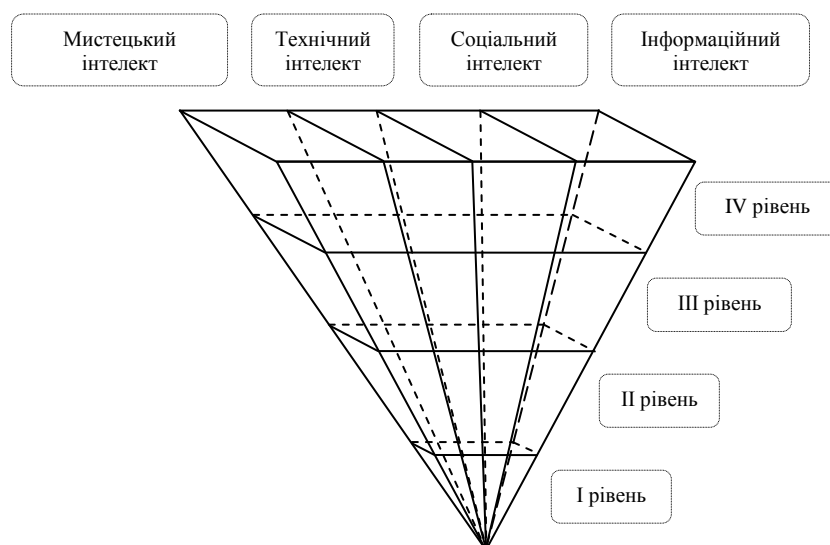 Мистецький
інтелект
Технічний
інтелект
Соціальний
інтелект
Інформаційний
інтелект
IV рівень
III рівень
II рівень
I рівень